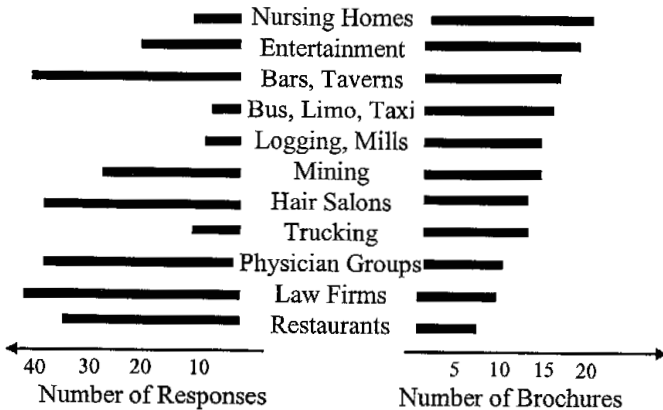 Nursing Homes
Entertainment
Bars, Taverns
Bus, Limo, Taxi
Logging, Mills
Mining
Hair Salons
Trucking
Physician Groups
Law Firms
Restaurants
40 30 20 10
5 10 15 20
Number of Responses
Number of Brochures